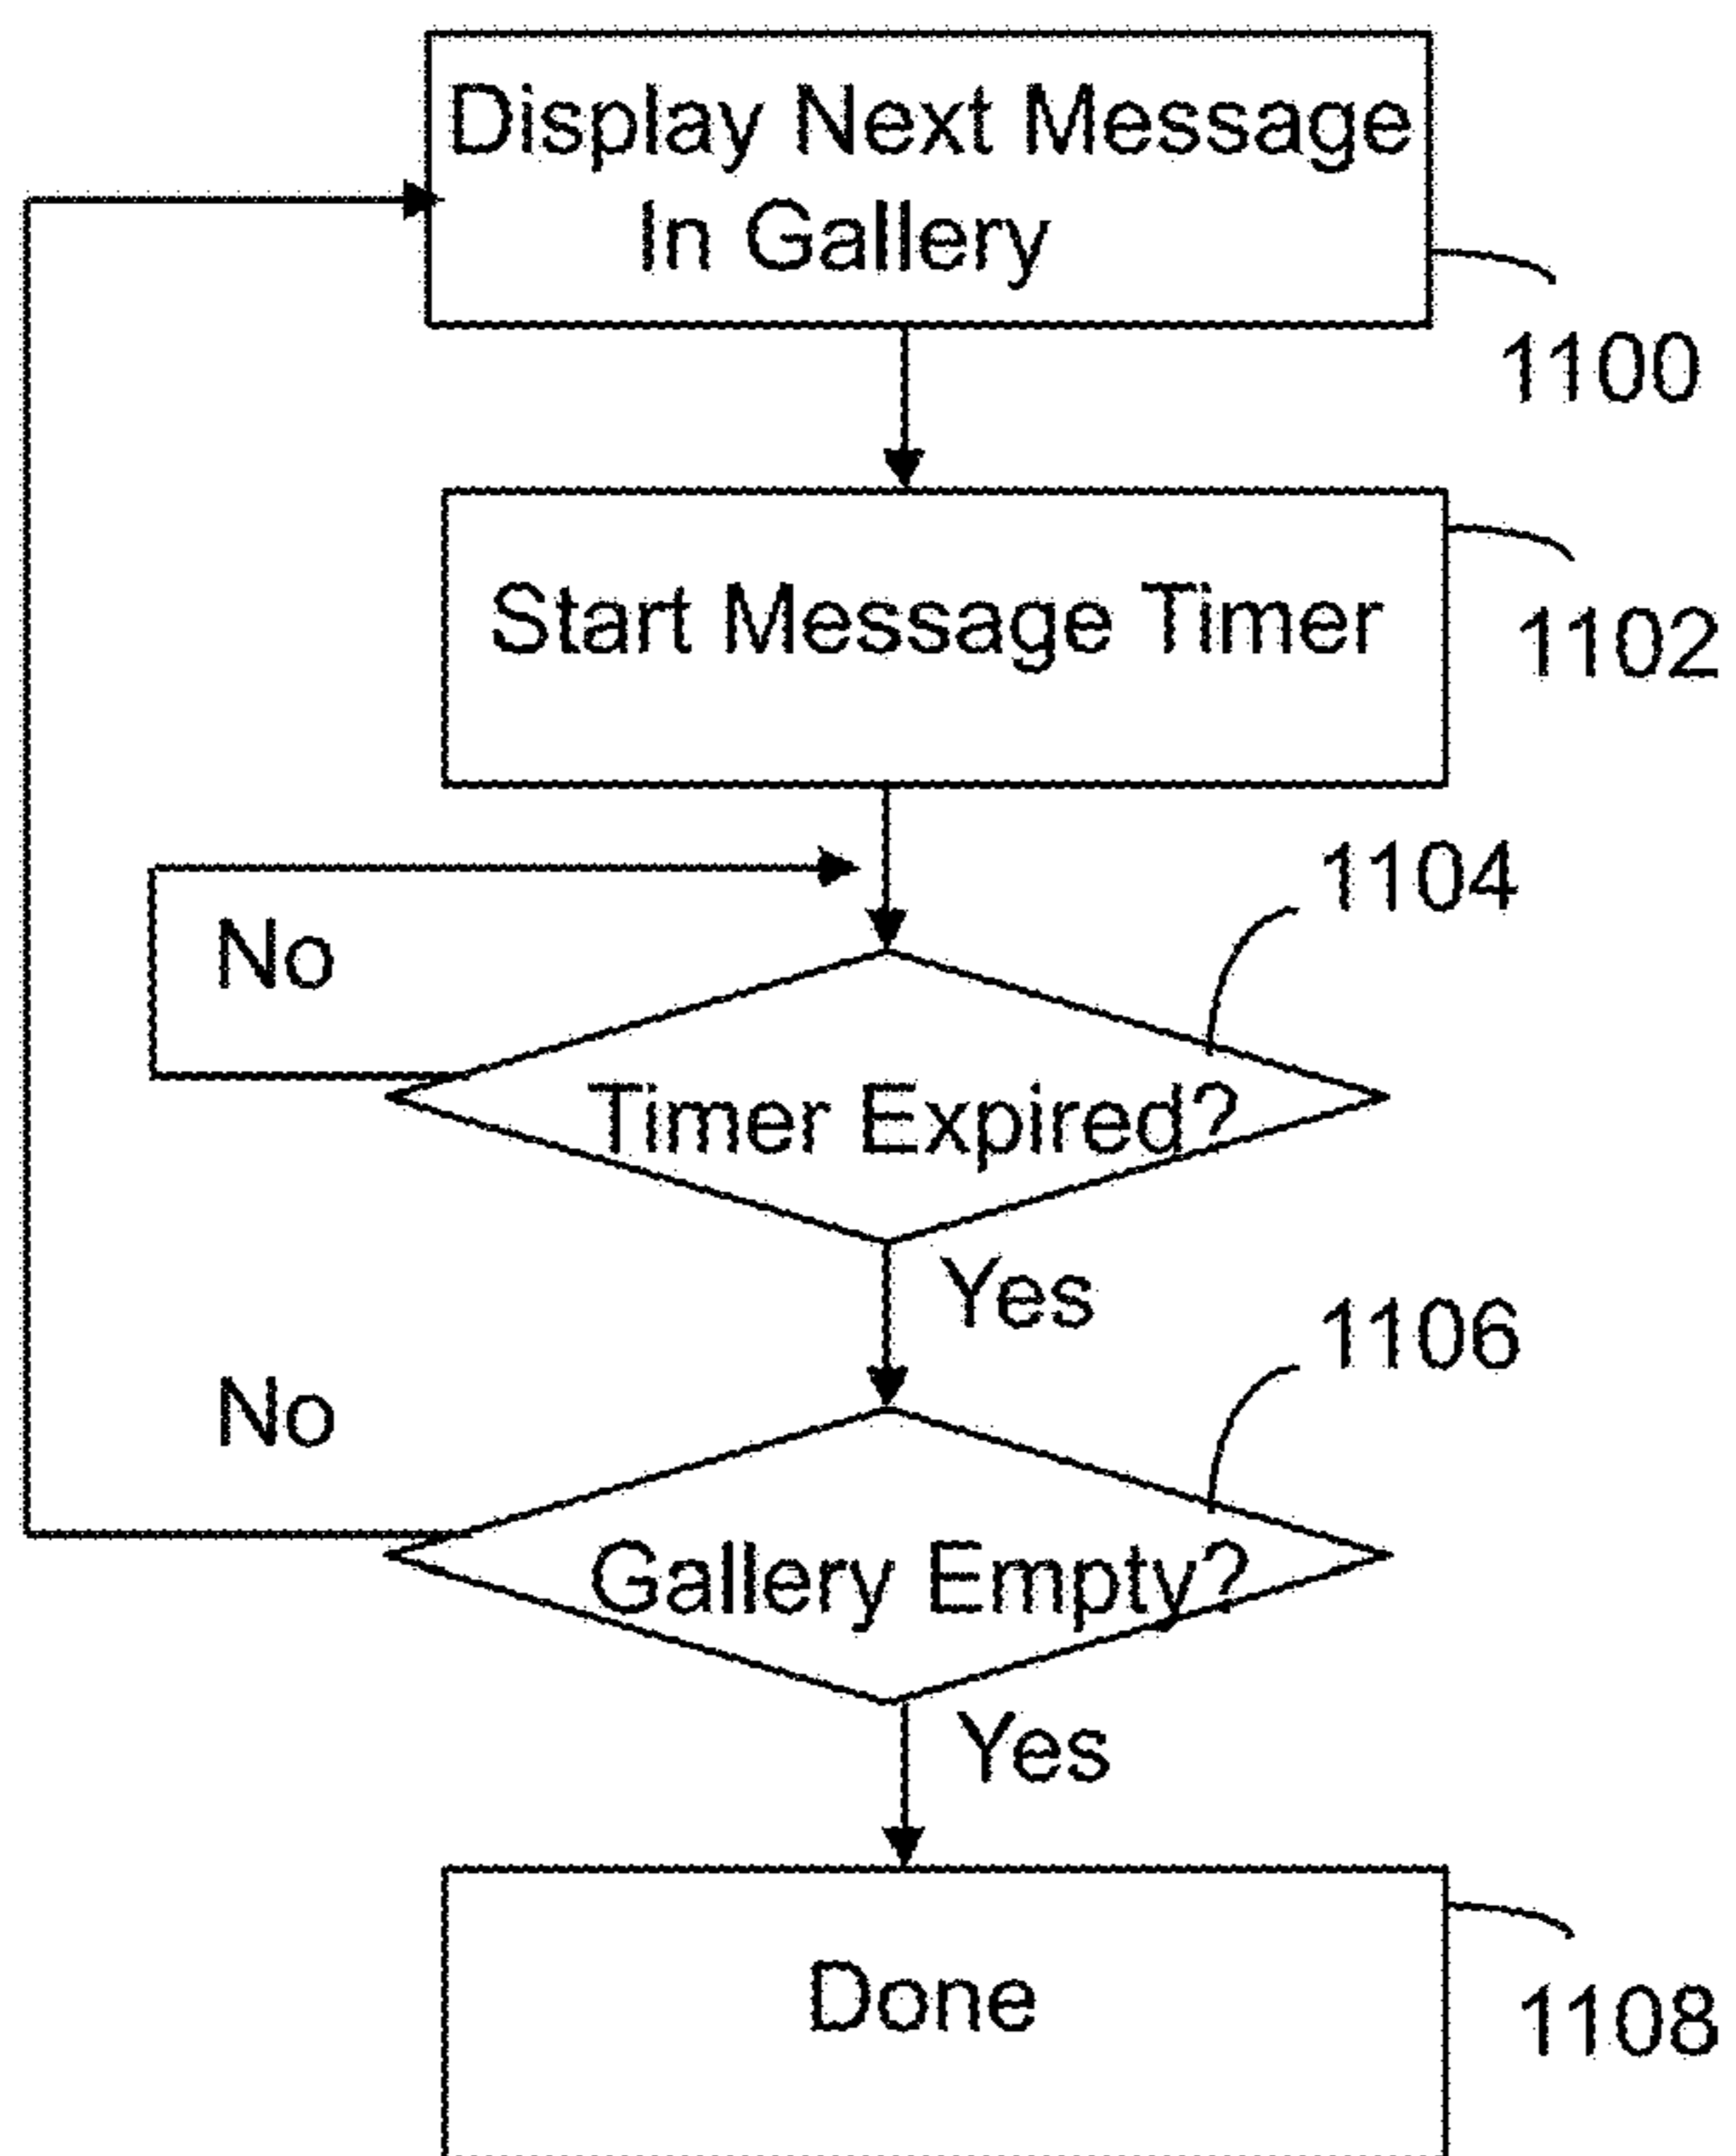 Display Next Message
In Gallery
1100
Start Message Timer
1102
1104
No
Timer Expired?
Yes
1106
No
Gallery Empty?
Yes
Done
1108